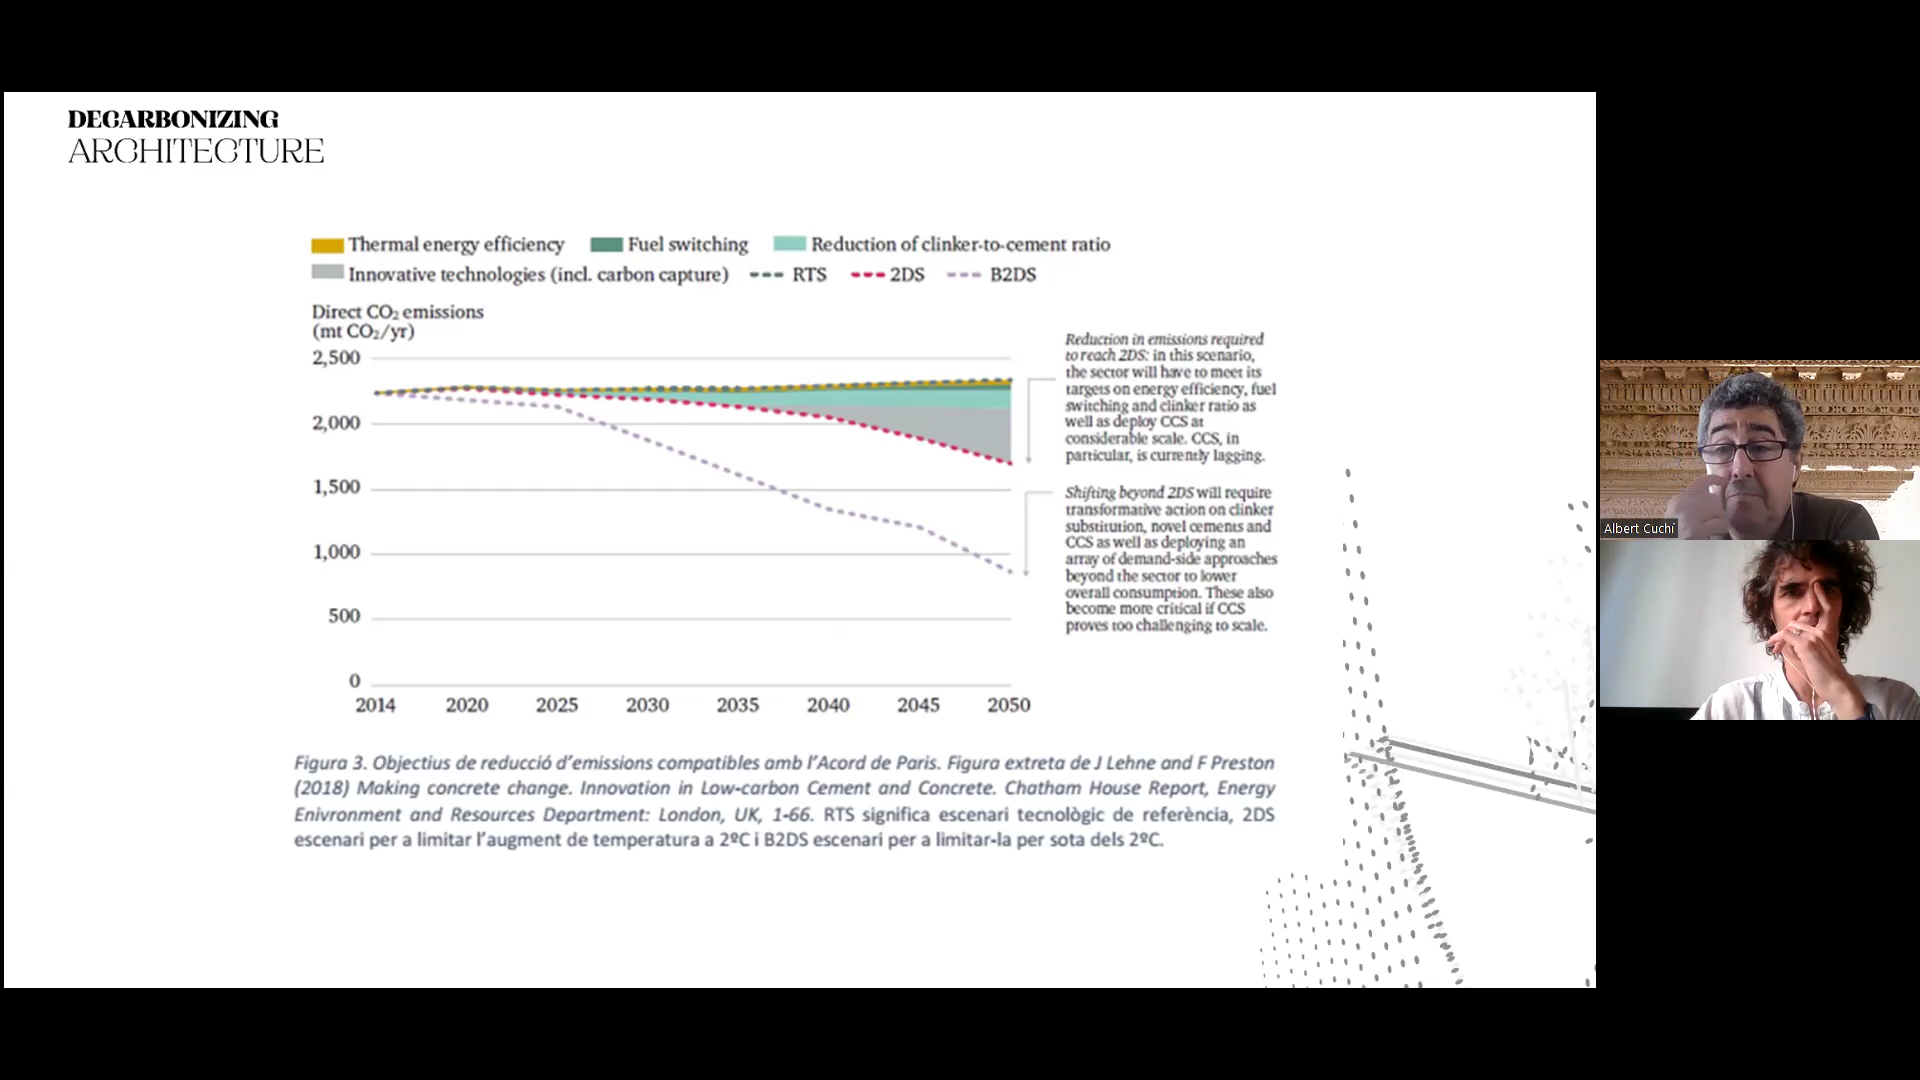 DECARBONIZING
ARCHITECTURE
Thermal energy efficiency Fuel switching Reduction of clinker-to-cement ratio
Innovative technologies (incl. carbon capture) RTS 2DS B2DS
Direct CO₂ emissions
(mt CO₂/yr)
2,500
2,000
1,500
1,000
500
0
2014 2020 2025 2030 2035 2040 2045 2050
Reduction in emissions required
to reach 2DS: in this scenario,
the sector will have to meet its
targets on energy efficiency, fuel
switching and clinker ratio as
well as deploy CCS at
considerable scale. CCS, in
particular, is currently lagging.
Shifting beyond 2DS will require
transformative action on clinker
substitution, novel cements and
CCS as well as deploying an
array of demand-side approaches
beyond the sector to lower
overall consumption. These also
become more critical if CCS
proves too challenging to scale.
Figura 3. Objectius de reducció d'emissions compatibles amb l'Acord de Paris. Figura extreta de J Lehne and F Preston
(2018) Making concrete change. Innovation in Low-carbon Cement and Concrete. Chatham House Report, Energy
Enivronment and Resources Department: London, UK, 1-66. RTS significa escenari tecnològic de referència, 2DS
escenari per a limitar l'augment de temperatura a 2ºC i B2DS escenari per a limitar-la per sota dels 2ºC.
Albert Cuchí